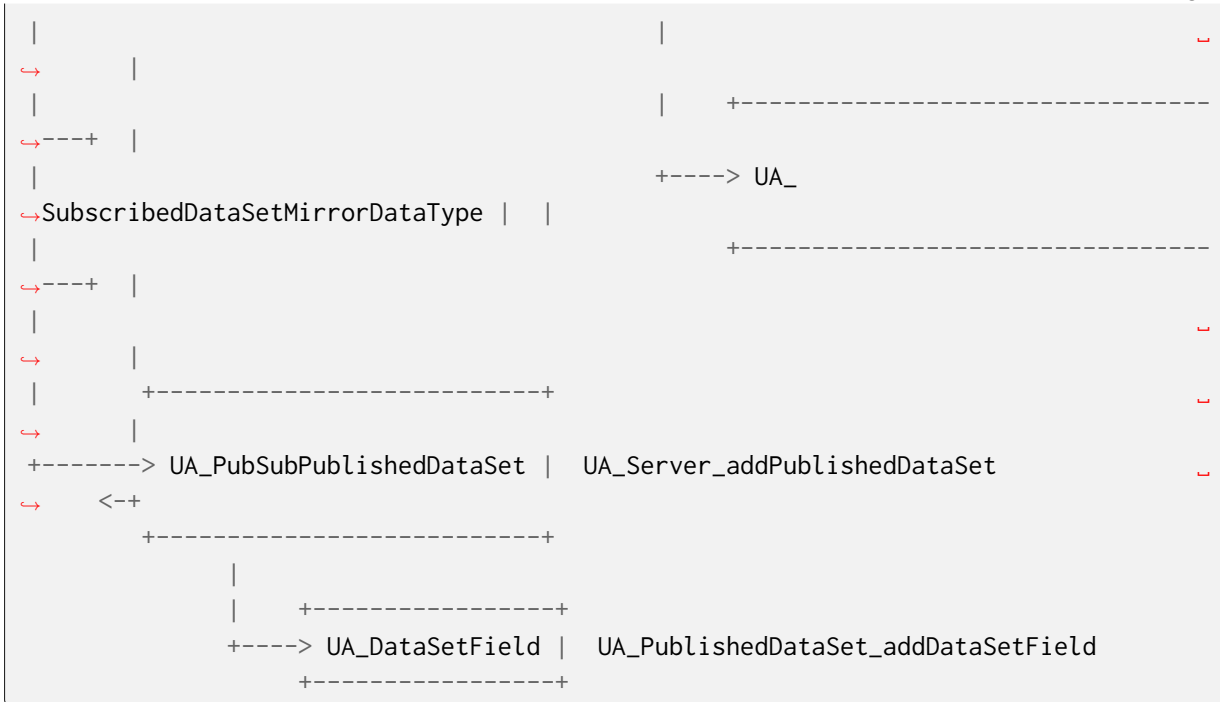 |                                            |                                      ␣
↪       |
|                                            |    +---------------------------------
↪---+  |
|                                            +----> UA_
↪SubscribedDataSetMirrorDataType |  |
|                                                 +---------------------------------
↪---+  |
|                                                                                   ␣
↪       |
|       +---------------------------+                                               ␣
↪       |
+-------> UA_PubSubPublishedDataSet |  UA_Server_addPublishedDataSet                ␣
↪     <-+
        +---------------------------+
              |
              |    +-----------------+
              +----> UA_DataSetField |  UA_PublishedDataSet_addDataSetField
                   +-----------------+